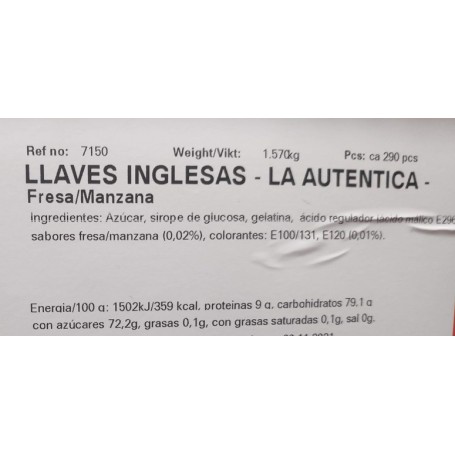 Ref no: 7150 Weight/Vikt: 1.570kg Pcs: ca 290 pcs
LLAVES INGLESAS - LA AUTENTICA -
Fresa/Manzana
Ingredientes: Azúcar, sirope de glucosa, gelatina, ácido regulador (ácido málico E296
sabores fresa/manzana (0,02%), colorantes: E100/131, E120 (0,01%).
Energia/100 g: 1502kJ/359 kcal, proteinas 9 g, carbohidratos 79,1 g
con azúcares 72,2g, grasas 0,1g, con grasas saturadas 0,1g, sal 0g.